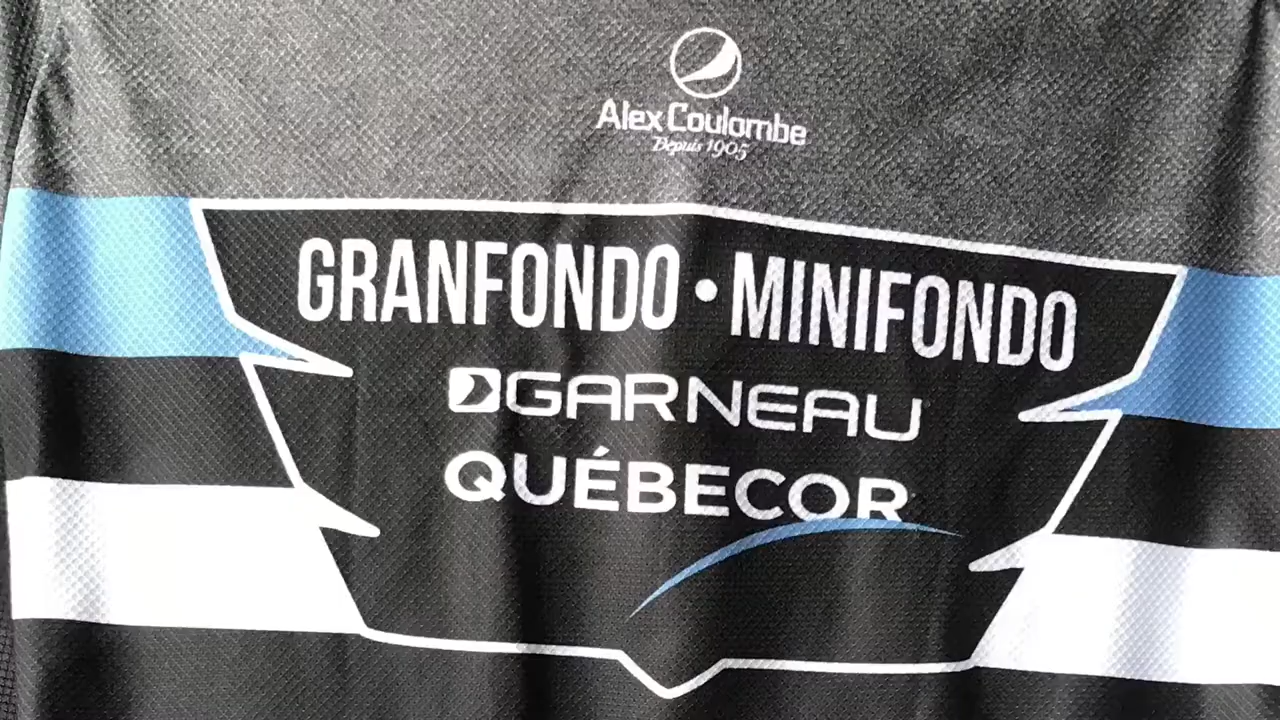 Alex Coulombe
Depuis 1905
GRANFONDO • MINIFONDO
GARNEAU
QUÉBECOR